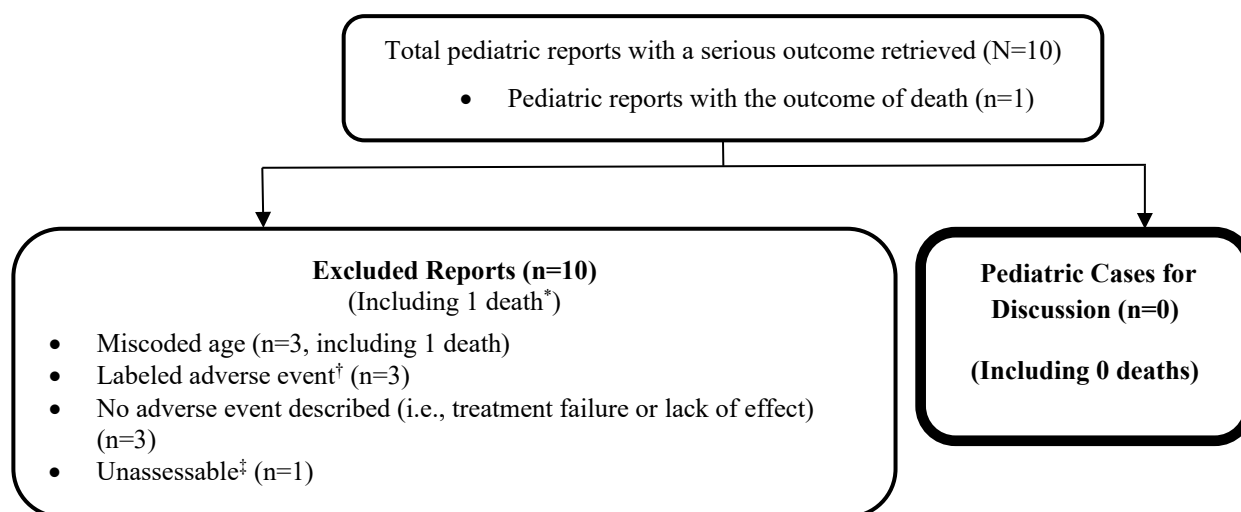 Total pediatric reports with a serious outcome retrieved (N=10)
• Pediatric reports with the outcome of death (n=1)
Excluded Reports (n=10)
(Including 1 death*)
• Miscoded age (n=3, including 1 death)
• Labeled adverse event† (n=3)
• No adverse event described (i.e., treatment failure or lack of effect)
(n=3)
• Unassessable‡ (n=1)
Pediatric Cases for
Discussion (n=0)
(Including 0 deaths)